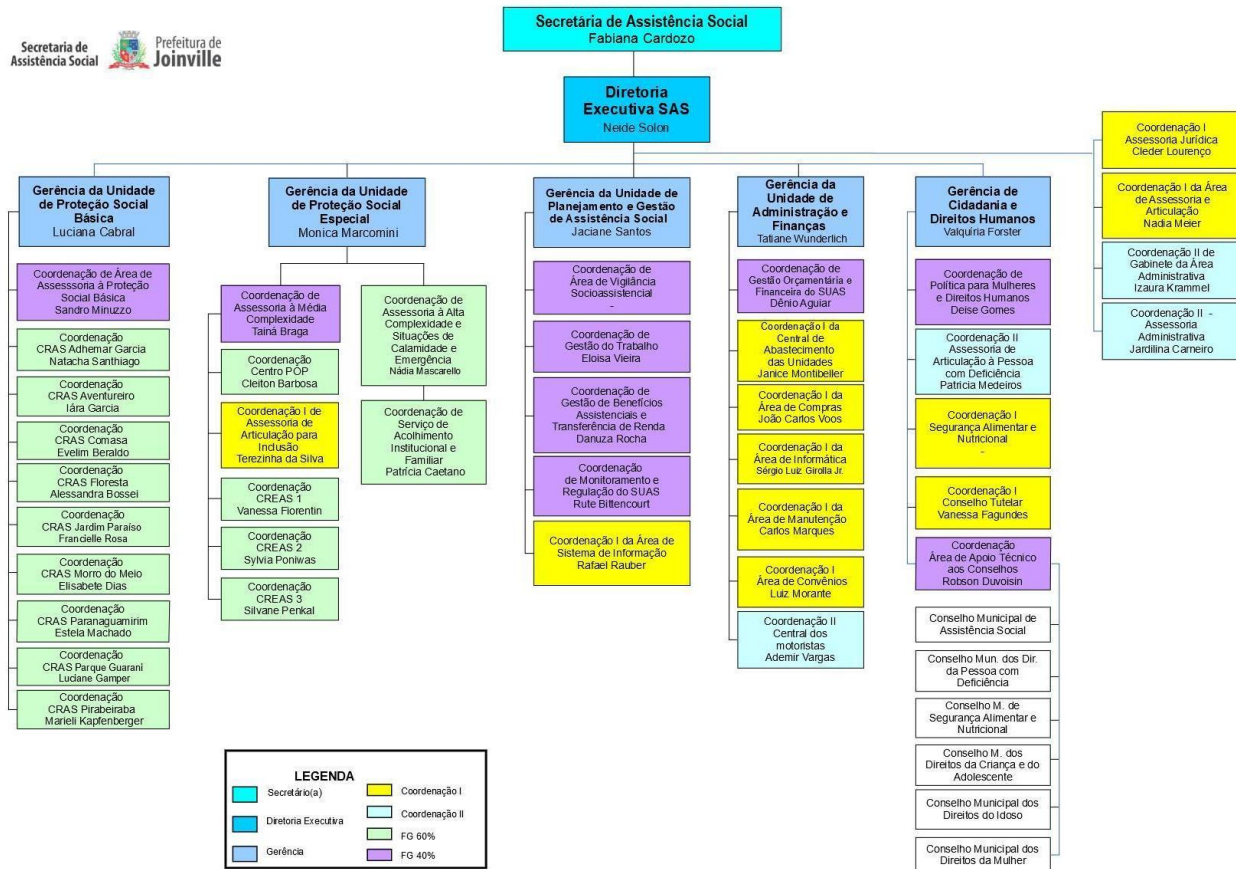 Secretaria de
Assistência Social
Prefeitura de
Joinville
Secretária de Assistência Social
Fabiana Cardozo
Diretoria
Executiva SAS
Neide Solon
Coordenação I
Assessoria Jurídica
Cleder Lourenço
Coordenação I da Área
de Assessoria e
Articulação
Nadia Meier
Coordenação II de
Gabinete da Área
Administrativa
Izaura Krammel
Coordenação II -
Assessoria
Administrativa
Jardilina Carneiro
Gerência da Unidade
de Proteção Social
Básica
Luciana Cabral
Coordenação de Área de
Assesssoria à Proteção
Social Básica
Sandro Minuzzo
Coordenação
CRAS Adhemar Garcia
Natacha Santhiago
Coordenação
CRAS Aventureiro
Iára Garcia
Coordenação
CRAS Comasa
Evelim Beraldo
Coordenação
CRAS Floresta
Alessandra Bossei
Coordenação
CRAS Jardim Paraíso
Francielle Rosa
Coordenação
CRAS Morro do Meio
Elisabete Dias
Coordenação
CRAS Paranaguamirim
Estela Machado
Coordenação
CRAS Parque Guarani
Luciane Gamper
Coordenação
CRAS Pirabeiraba
Marieli Kapfenberger
Gerência da Unidade
de Proteção Social
Especial
Monica Marcomini
Coordenação de
Assessoria à Média
Complexidade
Tainá Braga
Coordenação
Centro POP
Cleiton Barbosa
Coordenação I de
Assessoria de
Articulação para
Inclusão
Terezinha da Silva
Coordenação
CREAS 1
Vanessa Fiorentin
Coordenação
CREAS 2
Sylvia Poniwas
Coordenação
CREAS 3
Silvane Penkal
Coordenação de
Assessoria à Alta
Complexidade e
Situações de
Calamidade e
Emergência
Nádia Mascarello
Coordenação de
Serviço de
Acolhimento
Institucional e
Familiar
Patrícia Caetano
Gerência da Unidade de
Planejamento e Gestão
de Assistência Social
Jaciane Santos
Coordenação de
Área de Vigilância
Socioassistencial
-
Coordenação de
Gestão do Trabalho
Eloisa Vieira
Coordenação de
Gestão de Benefícios
Assistenciais e
Transferência de Renda
Danuza Rocha
Coordenação
de Monitoramento e
Regulação do SUAS
Rute Bittencourt
Coordenação I da Área de
Sistema de Informação
Rafael Rauber
Gerência da
Unidade de
Administração e
Finanças
Tatiane Wunderlich
Coordenação de
Gestão Orçamentária e
Financeira do SUAS
Dênio Aguiar
Coordenação I da
Central de
Abastecimento
das Unidades
Janice Montibeller
Coordenação I da
Área de Compras
João Carlos Voos
Coordenação I da
Área de Informática
Sérgio Luiz Girolla Jr.
Coordenação I da
Área de Manutenção
Carlos Marques
Coordenação I
Área de Convênios
Luiz Morante
Coordenação II
Central dos
motoristas
Ademir Vargas
Gerência de
Cidadania e
Direitos Humanos
Valquíria Forster
Coordenação de
Política para Mulheres
e Direitos Humanos
Deise Gomes
Coordenação II
Assessoria de
Articulação à Pessoa
com Deficiência
Patricia Medeiros
Coordenação I
Segurança Alimentar e
Nutricional
-
Coordenação I
Conselho Tutelar
Vanessa Fagundes
Coordenação
Área de Apoio Técnico
aos Conselhos
Robson Duvoisin
Conselho Municipal de
Assistência Social
Conselho Mun. dos Dir.
da Pessoa com
Deficiência
Conselho M. de
Segurança Alimentar e
Nutricional
Conselho M. dos
Direitos da Criança e do
Adolescente
Conselho Municipal dos
Direitos do Idoso
Conselho Municipal dos
Direitos da Mulher
LEGENDA
Secretário(a)
Diretoria Executiva
Gerência
Coordenação I
Coordenação II
FG 60%
FG 40%